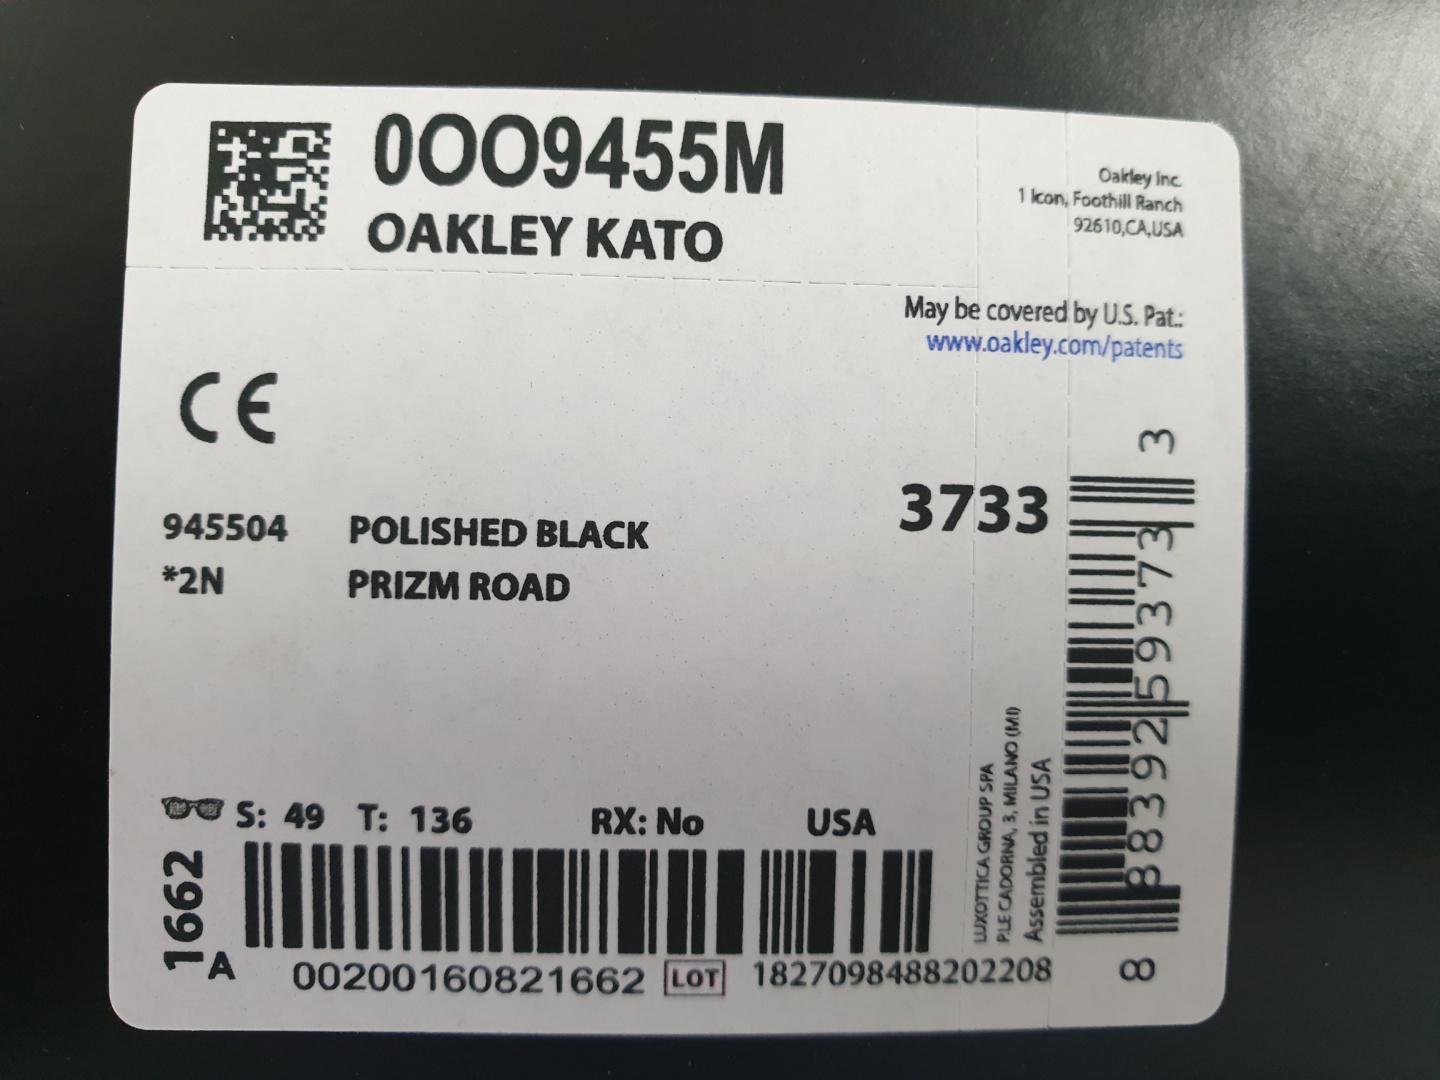 0OO9455M
OAKLEY KATO
Oakley Inc.
1 Icon, Foothill Ranch
92610,CA,USA
May be covered by U.S. Pat.:
www.oakley.com/patents
CE
945504 POLISHED BLACK
*2N PRIZM ROAD
3733
S: 49 T: 136 RX: No USA
1662
A
00200160821662 LOT 1827098488202208
LUXOTTICA GROUP SPA
P.LE CADORNA, 3, MILANO (MI)
Assembled in USA
8 88392 59373 3